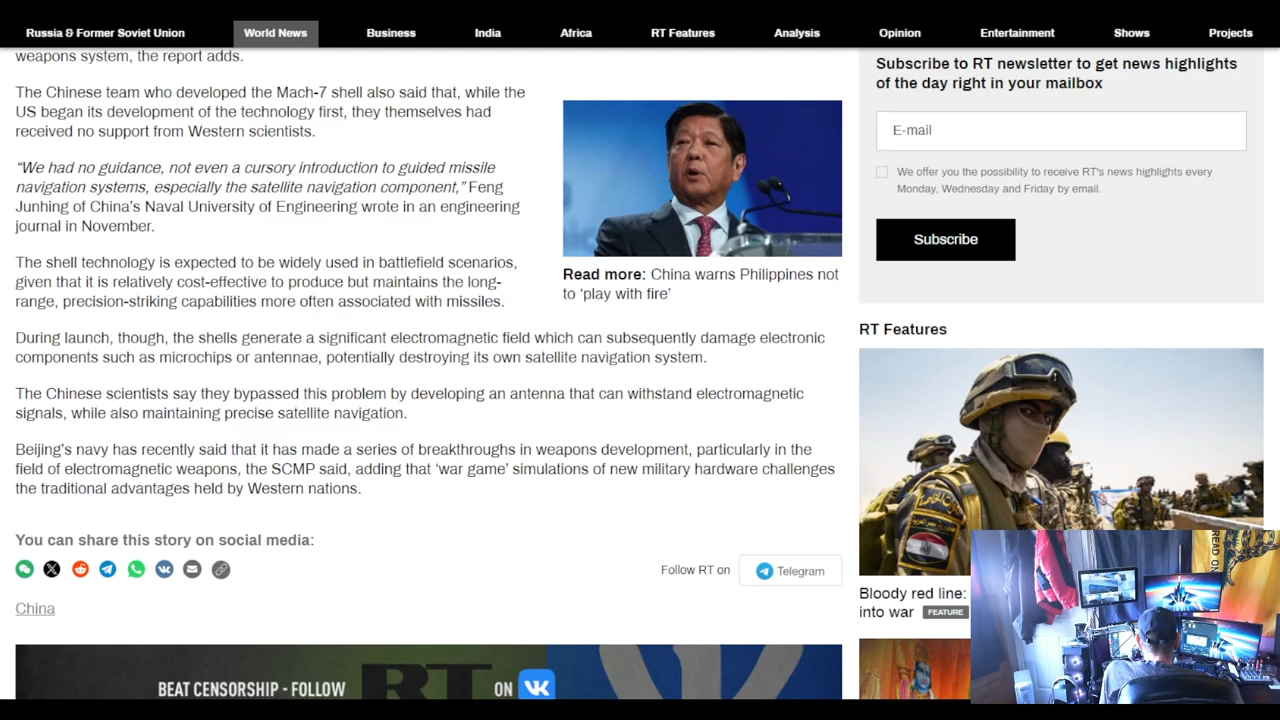 Russia & Former Soviet Union World News Business India Africa RT Features Analysis Opinion Entertainment Shows Projects
weapons system, the report adds.
The Chinese team who developed the Mach-7 shell also said that, while the
US began its development of the technology first, they themselves had
received no support from Western scientists.
“We had no guidance, not even a cursory introduction to guided missile
navigation systems, especially the satellite navigation component,” Feng
Junhing of China’s Naval University of Engineering wrote in an engineering
journal in November.
The shell technology is expected to be widely used in battlefield scenarios,
given that it is relatively cost-effective to produce but maintains the long-
range, precision-striking capabilities more often associated with missiles.
Read more: China warns Philippines not
to ‘play with fire’
During launch, though, the shells generate a significant electromagnetic field which can subsequently damage electronic
components such as microchips or antennae, potentially destroying its own satellite navigation system.
The Chinese scientists say they bypassed this problem by developing an antenna that can withstand electromagnetic
signals, while also maintaining precise satellite navigation.
Beijing’s navy has recently said that it has made a series of breakthroughs in weapons development, particularly in the
field of electromagnetic weapons, the SCMP said, adding that ‘war game’ simulations of new military hardware challenges
the traditional advantages held by Western nations.
You can share this story on social media:
Follow RT on Telegram
China
BEAT CENSORSHIP - FOLLOW RT ON VK
Subscribe to RT newsletter to get news highlights
of the day right in your mailbox
E-mail
We offer you the possibility to receive RT's news highlights every
Monday, Wednesday and Friday by email.
Subscribe
RT Features
Bloody red line:
into war FEATURE